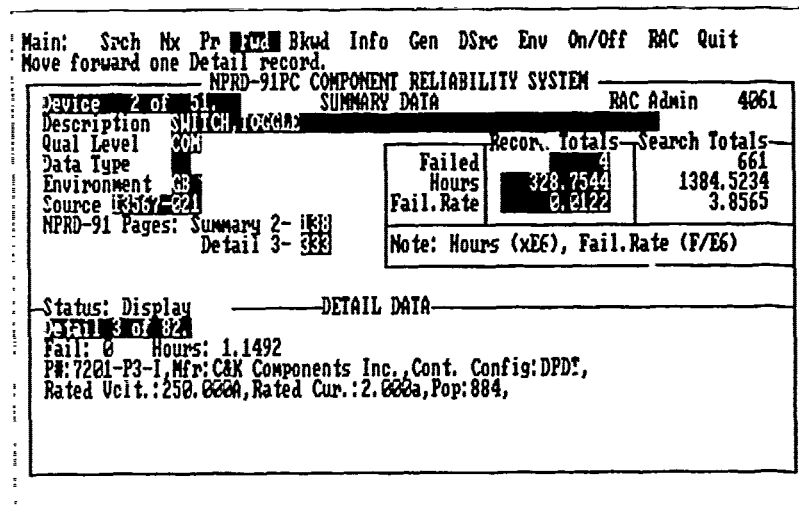 Main: Srch Nx Pr Fwd Bkwd Info Gen DSrc Env On/Off RAC Quit
Move forward one Detail record.
NPRD-91PC COMPONENT RELIABILITY SYSTEM
Device 2 of 51. SUMMARY DATA RAC Admin 4061
Description SWITCH,TOGGLE
Qual Level COM Recor. Totals Search Totals
Data Type Failed 4 661
Environment GB Hours 328.7544 1384.5234
Source 13567-021 Fail.Rate 0.0122 3.8565
NPRD-91 Pages: Summary 2- 138
Detail 3- 333 Note: Hours (xE6), Fail.Rate (F/E6)
Status: Display DETAIL DATA
Detail 3 of 82.
Fail: 0 Hours: 1.1492
P#:7201-P3-I,Mfr:C&K Components Inc.,Cont. Config:DPDT,
Rated Volt.:250.000A,Rated Cur.:2.000a,Pop:884,